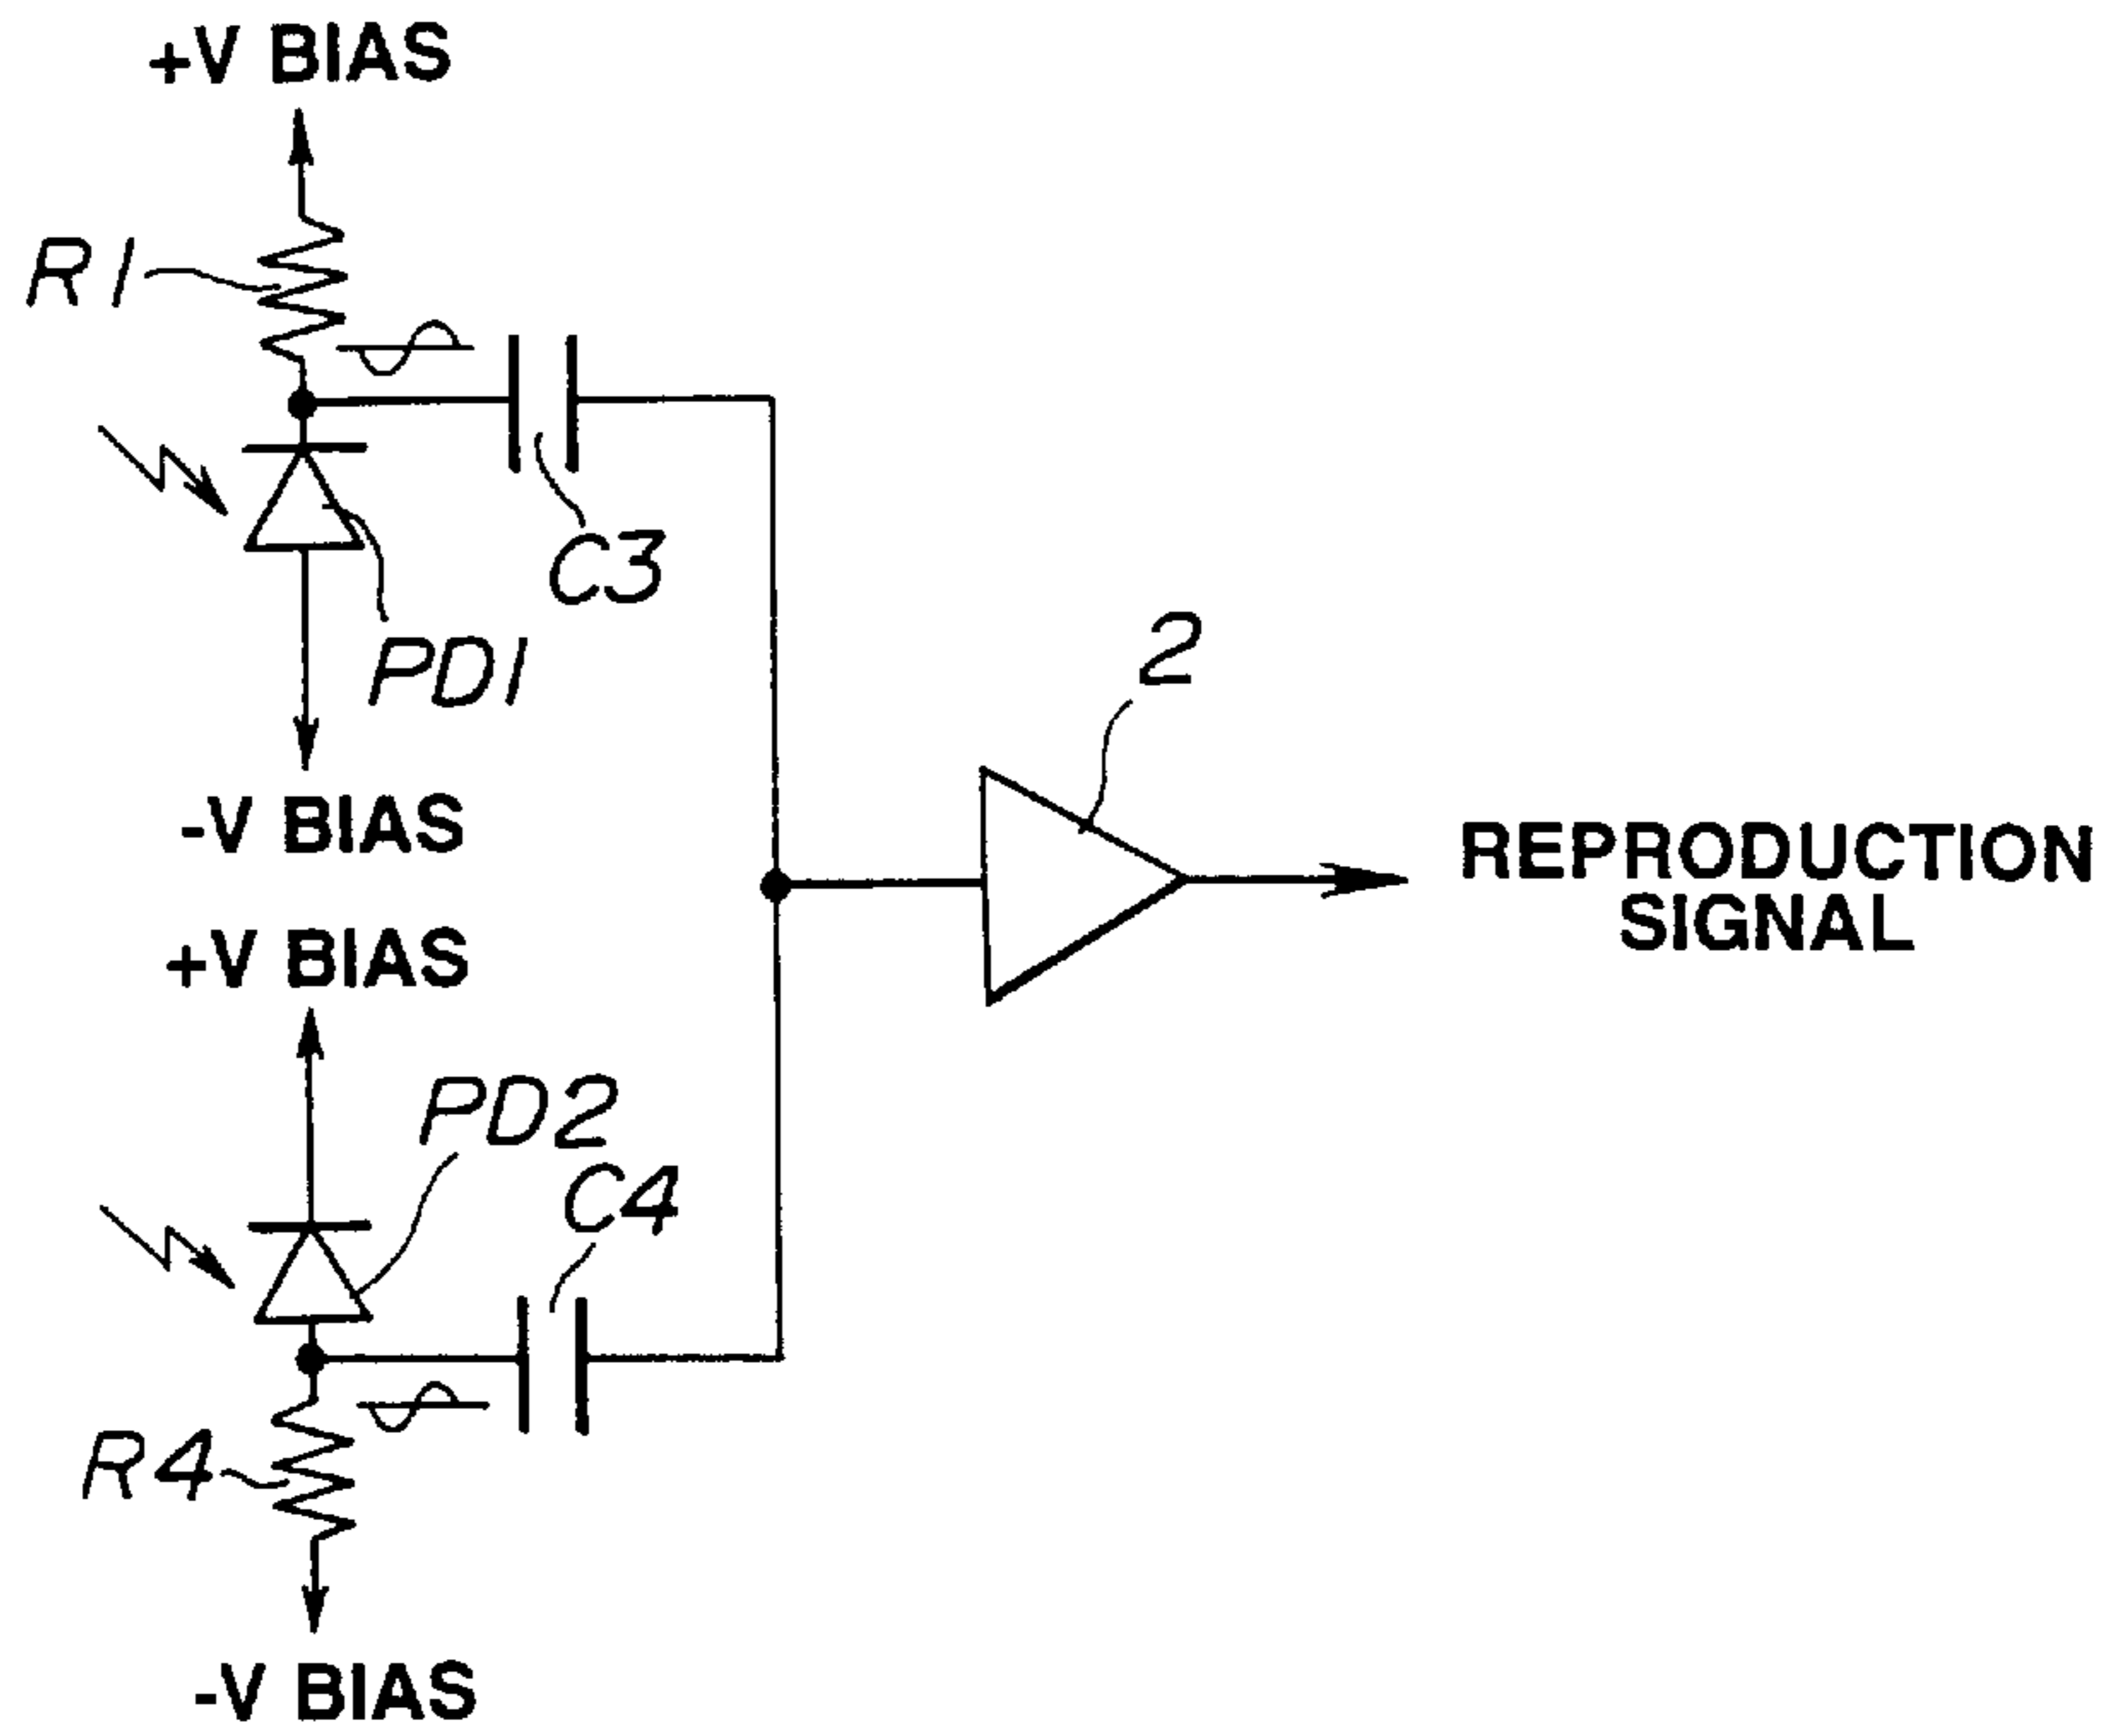 +V BIAS
R1
C3
PD1
2
-V BIAS
REPRODUCTION
SIGNAL
+V BIAS
PD2
C4
R4
-V BIAS